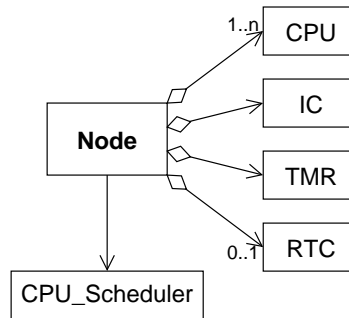 1..n
CPU
IC
Node
TMR
0..1
RTC
CPU_Scheduler